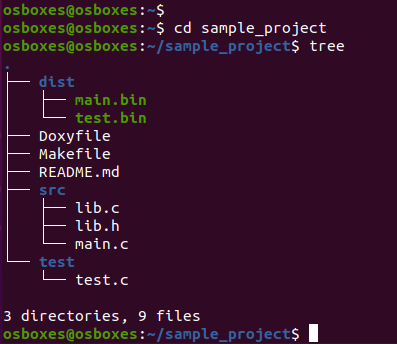 osboxes@osboxes:~$
osboxes@osboxes:~$ cd sample_project
osboxes@osboxes:~/sample_project$ tree
.
├── dist
│   ├── main.bin
│   └── test.bin
├── Doxyfile
├── Makefile
├── README.md
├── src
│   ├── lib.c
│   ├── lib.h
│   └── main.c
└── test
    └── test.c
3 directories, 9 files
osboxes@osboxes:~/sample_project$